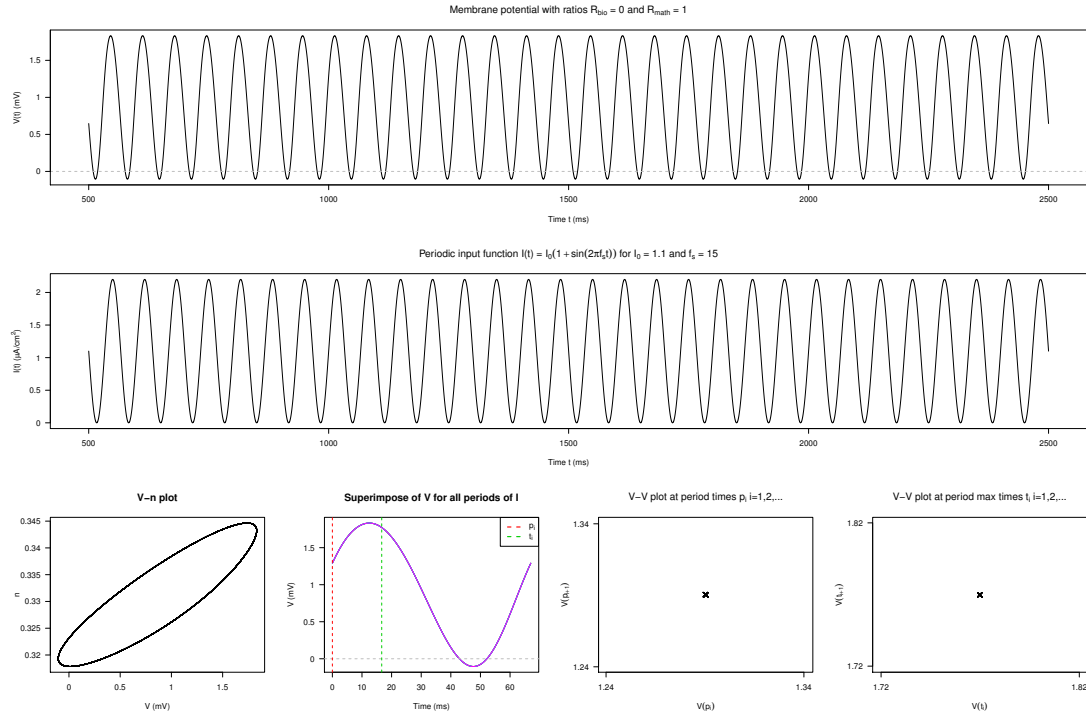 Membrane potential with ratios R_bio = 0 and R_math = 1
V(t) (mV)
1.5
1
0.5
0
500
1000
1500
2000
2500
Time t (ms)
Periodic input function I(t) = I₀(1+sin(2πfₛt)) for I₀ = 1.1 and fₛ = 15
I(t) (μA/cm²)
2
1.5
1
0.5
0
500
1000
1500
2000
2500
Time t (ms)
V−n plot
n
0.345
0.34
0.335
0.33
0.325
0.32
0
0.5
1
1.5
V (mV)
Superimpose of V for all periods of I
V (mV)
1.5
1
0.5
0
pᵢ
tᵢ
0
10
20
30
40
50
60
Time (ms)
V−V plot at period times pᵢ i=1,2,...
V(pᵢ₊₁)
1.34
1.24
1.24
1.34
V(pᵢ)
V−V plot at period max times tᵢ i=1,2,...
V(tᵢ₊₁)
1.82
1.72
1.72
1.82
V(tᵢ)